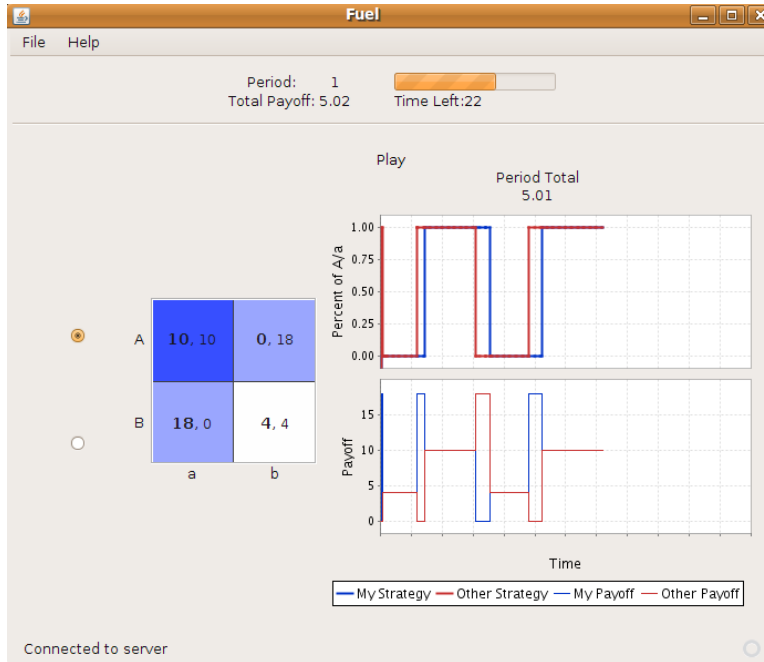 Fuel
File Help
Period: 1
Total Payoff: 5.02
Time Left:22
Play
Period Total
5.01
Percent of A/a
1.00
0.75
0.50
0.25
0.00
A 10, 10 0, 18
B 18, 0 4, 4
a b
Payoff
15
10
5
0
Time
My Strategy Other Strategy My Payoff Other Payoff
Connected to server